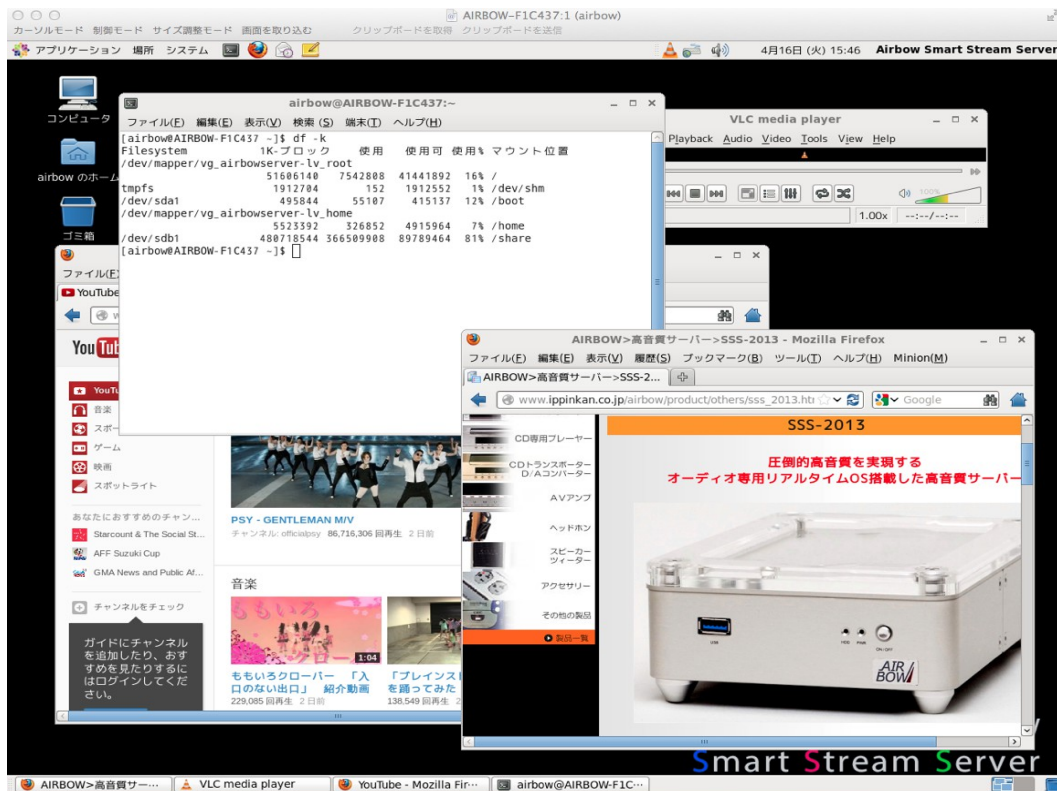 AIRBOW-F1C437:1 (airbow)
カーソルモード 制御モード サイズ調整モード 画面を取り込む クリップボードを取得 クリップボードを送信
アプリケーション 場所 システム 4月16日 (火) 15:46 Airbow Smart Stream Server
コンピュータ
airbow のホーム
ゴミ箱
airbow@AIRBOW-F1C437:~
ファイル(F) 編集(E) 表示(V) 検索 (S) 端末(T) ヘルプ(H)
[airbow@AIRBOW-F1C437 ~]$ df -k
Filesystem 1K-ブロック 使用 使用可 使用% マウント位置
/dev/mapper/vg_airbowserver-lv_root
51606140 7542808 41441892 16% /
tmpfs 1912704 152 1912552 1% /dev/shm
/dev/sda1 495844 55107 415137 12% /boot
/dev/mapper/vg_airbowserver-lv_home
5523392 326852 4915964 7% /home
/dev/sdb1 480718544 366509908 89789464 81% /share
[airbow@AIRBOW-F1C437 ~]$
VLC media player
Playback Audio Video Tools View Help
100%
1.00x --:--/--:--
ファイル(F)
YouTube
You Tub
YouTu
音楽
スポー
ゲーム
映画
スポットライト
あなたにおすすめのチャン...
Starcount & The Social St...
AFF Suzuki Cup
GMA News and Public Af...
チャンネルをチェック
ガイドにチャンネル
を追加したり、おす
すめを見たりするに
はログインしてくだ
さい。
PSY - GENTLEMAN M/V
チャンネル: officialpsy 86,716,306 回再生 2 日前
音楽
1:04
ももいろクローバー 「入
口のない出口」 紹介動画
229,085 回再生 2 日前
「ブレインスト
を踊ってみた
138,549 回再生 2
AIRBOW>高音質サーバー>SSS-2013 - Mozilla Firefox
ファイル(F) 編集(E) 表示(V) 履歴(S) ブックマーク(B) ツール(T) ヘルプ(H) Minion(M)
AIRBOW>高音質サーバー>SSS-2...
www.ippinkan.co.jp/airbow/product/others/sss_2013.htm Google
CD専用プレーヤー
CDトランスポーター
D/Aコンバーター
AVアンプ
ヘッドホン
スピーカー
ツィーター
アクセサリー
その他の製品
製品一覧
SSS-2013
圧倒的高音質を実現する
オーディオ専用リアルタイムOS搭載した高音質サーバー
USB
HDD PWR ON/OFF
AIR
BOW
Smart Stream Server
AIRBOW>高音質サー… VLC media player YouTube - Mozilla Fir… airbow@AIRBOW-F1C…